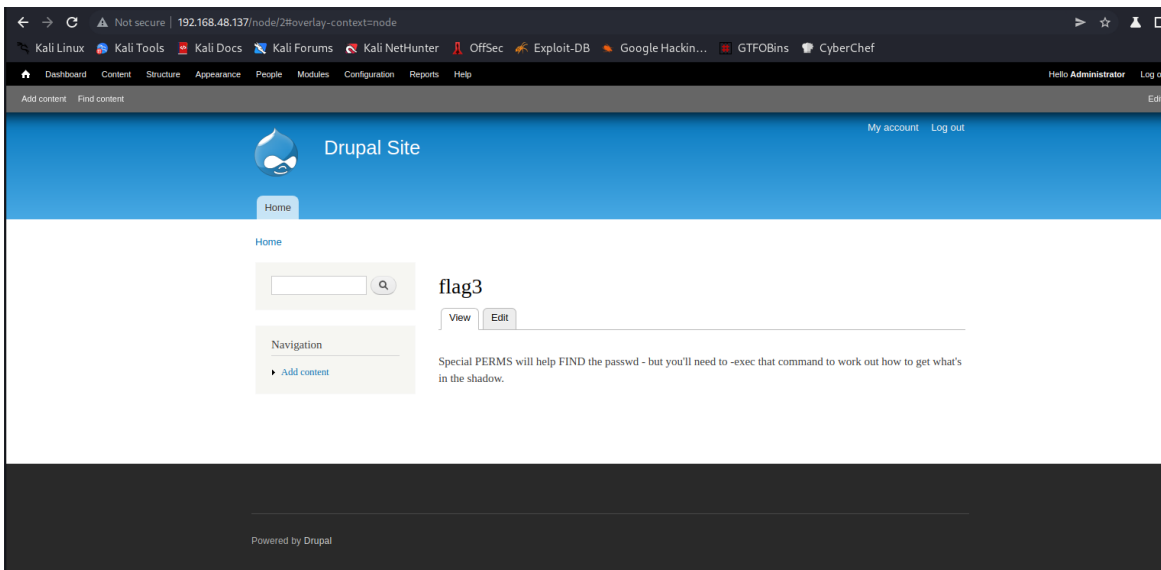 Not secure | 192.168.48.137/node/2#overlay-context=node
Kali Linux Kali Tools Kali Docs Kali Forums Kali NetHunter OffSec Exploit-DB Google Hackin... GTFOBins CyberChef
Dashboard Content Structure Appearance People Modules Configuration Reports Help Hello Administrator Log o
Add content Find content Edi
My account Log out
Drupal Site
Home
Home
flag3
View Edit
Navigation
Add content
Special PERMS will help FIND the passwd - but you'll need to -exec that command to work out how to get what's
in the shadow.
Powered by Drupal